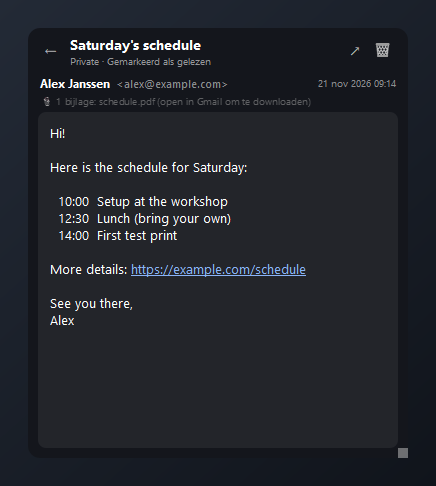 Saturday's schedule
Private · Gemarkeerd als gelezen
Alex Janssen <alex@example.com> 21 nov 2026 09:14
1 bijlage: schedule.pdf (open in Gmail om te downloaden)
Hi!
Here is the schedule for Saturday:
10:00 Setup at the workshop
12:30 Lunch (bring your own)
14:00 First test print
More details: https://example.com/schedule
See you there,
Alex